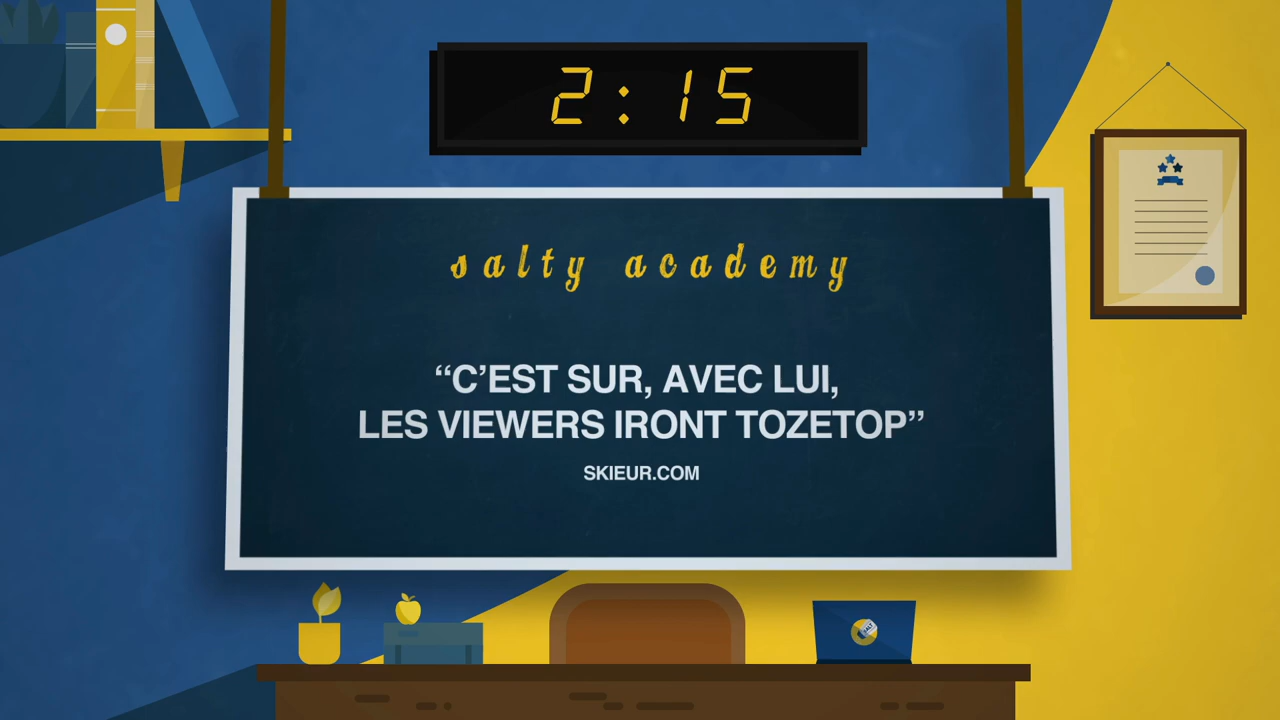 2:15
salty academy
“C’EST SUR, AVEC LUI,
LES VIEWERS IRONT TOZETOP”
SKIEUR.COM